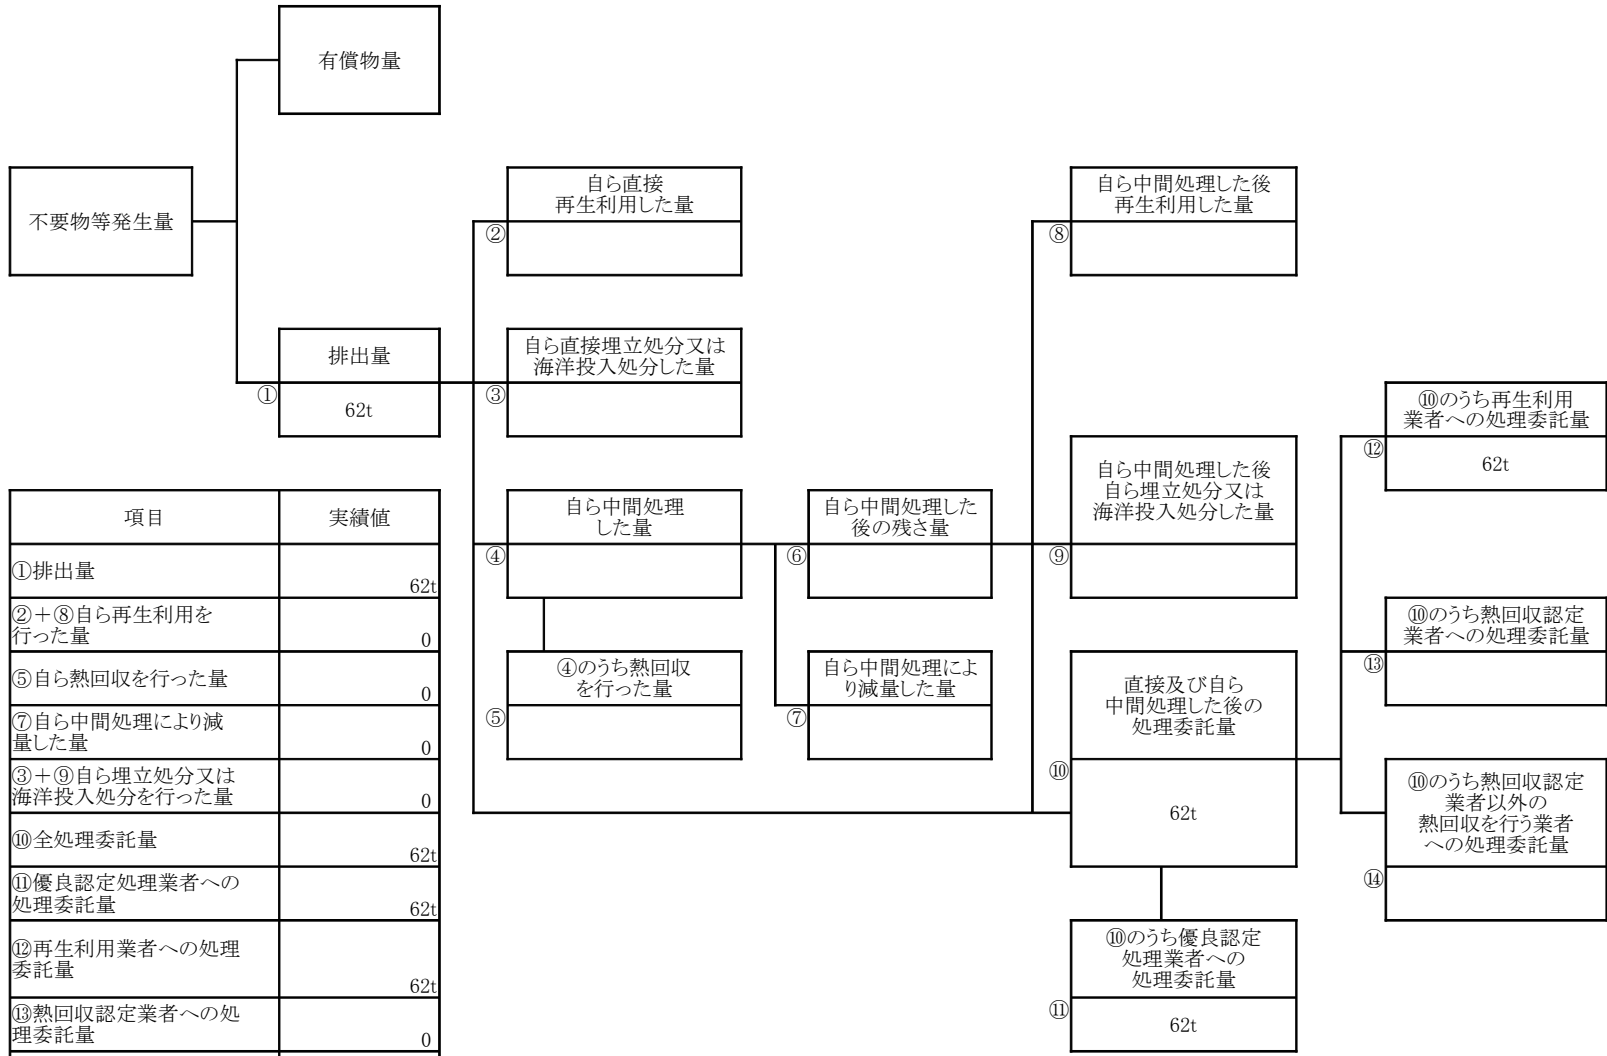 有償物量
不要物等発生量
自ら直接
再生利用した量
②
自ら中間処理した後
再生利用した量
⑧
排出量
①
62t
自ら直接埋立処分又は
海洋投入処分した量
③
⑩のうち再生利用
業者への処理委託量
⑫
62t
自ら中間処理
した量
④
自ら中間処理した
後の残さ量
⑥
自ら中間処理した後
自ら埋立処分又は
海洋投入処分した量
⑨
⑩のうち熱回収認定
業者への処理委託量
⑬
④のうち熱回収
を行った量
⑤
自ら中間処理によ
り減量した量
⑦
直接及び自ら
中間処理した後の
処理委託量
⑩
62t
⑩のうち熱回収認定
業者以外の
熱回収を行う業者
への処理委託量
⑭
⑩のうち優良認定
処理業者への
処理委託量
⑪
62t
項目 実績値
①排出量 62t
②+⑧自ら再生利用を
行った量 0
⑤自ら熱回収を行った量 0
⑦自ら中間処理により減
量した量 0
③+⑨自ら埋立処分又は
海洋投入処分を行った量 0
⑩全処理委託量 62t
⑪優良認定処理業者への
処理委託量 62t
⑫再生利用業者への処理
委託量 62t
⑬熱回収認定業者への処
理委託量 0